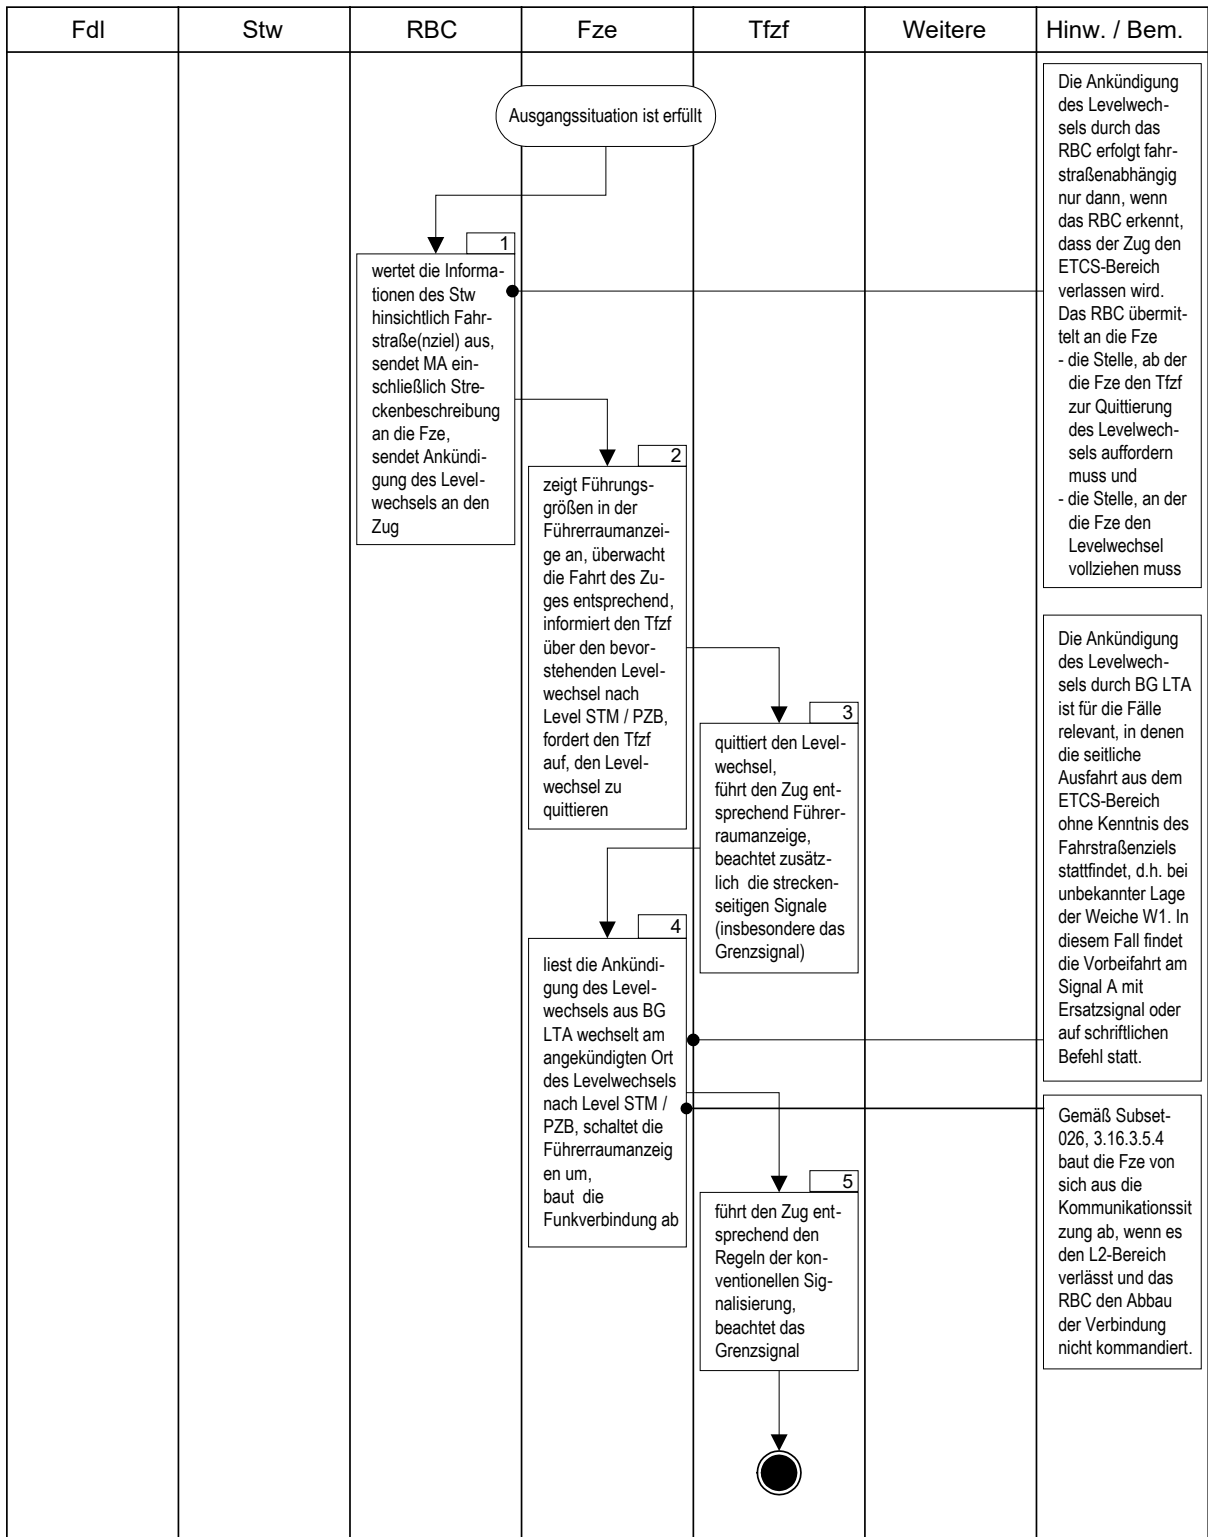 Fdl Stw RBC Fze Tfzf Weitere Hinw. / Bem.
Ausgangssituation ist erfüllt
1
wertet die Informa-
tionen des Stw
hinsichtlich Fahr-
straße(nziel) aus,
sendet MA ein-
schließlich Stre-
ckenbeschreibung
an die Fze,
sendet Ankündi-
gung des Level-
wechsels an den
Zug
2
zeigt Führungs-
größen in der
Führerraumanzei-
ge an, überwacht
die Fahrt des Zu-
ges entsprechend,
informiert den Tfzf
über den bevor-
stehenden Level-
wechsel nach
Level STM / PZB,
fordert den Tfzf
auf, den Level-
wechsel zu
quittieren
3
quittiert den Level-
wechsel,
führt den Zug ent-
sprechend Führer-
raumanzeige,
beachtet zusätz-
lich die strecken-
seitigen Signale
(insbesondere das
Grenzsignal)
4
liest die Ankündi-
gung des Level-
wechsels aus BG
LTA wechselt am
angekündigten Ort
des Levelwechsels
nach Level STM /
PZB, schaltet die
Führerraumanzeig
en um,
baut die
Funkverbindung ab
5
führt den Zug ent-
sprechend den
Regeln der kon-
ventionellen Sig-
nalisierung,
beachtet das
Grenzsignal
Die Ankündigung
des Levelwech-
sels durch das
RBC erfolgt fahr-
straßenabhängig
nur dann, wenn
das RBC erkennt,
dass der Zug den
ETCS-Bereich
verlassen wird.
Das RBC übermit-
telt an die Fze
- die Stelle, ab der
die Fze den Tfzf
zur Quittierung
des Levelwech-
sels auffordern
muss und
- die Stelle, an der
die Fze den
Levelwechsel
vollziehen muss
Die Ankündigung
des Levelwech-
sels durch BG LTA
ist für die Fälle
relevant, in denen
die seitliche
Ausfahrt aus dem
ETCS-Bereich
ohne Kenntnis des
Fahrstraßenziels
stattfindet, d.h. bei
unbekannter Lage
der Weiche W1. In
diesem Fall findet
die Vorbeifahrt am
Signal A mit
Ersatzsignal oder
auf schriftlichen
Befehl statt.
Gemäß Subset-
026, 3.16.3.5.4
baut die Fze von
sich aus die
Kommunikationssit
zung ab, wenn es
den L2-Bereich
verlässt und das
RBC den Abbau
der Verbindung
nicht kommandiert.